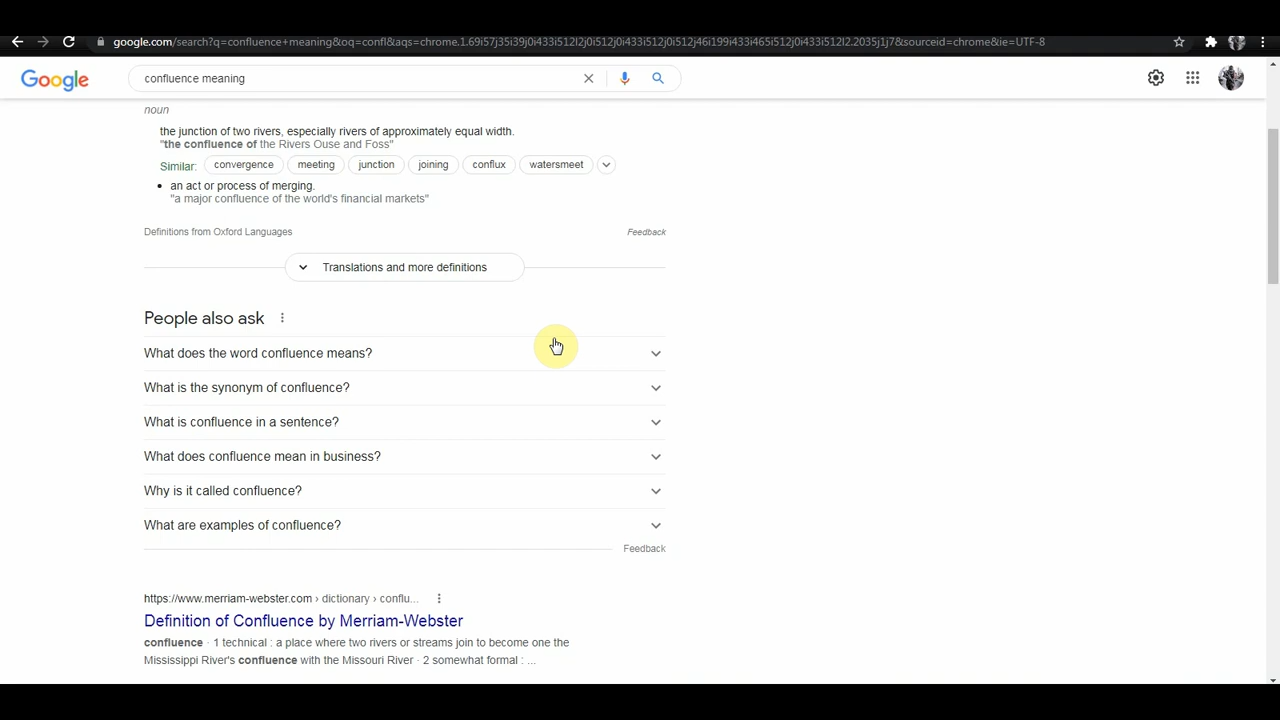 google.com/search?q=confluence+meaning&oq=confl&aqs=chrome.1.69i57j35i39j0i433i512l2j0i512j0i433i512j0i512j46i199i433i465i512j0i433i512l2.2035j1j7&sourceid=chrome&ie=UTF-8
Google
confluence meaning
noun
the junction of two rivers, especially rivers of approximately equal width.
"the confluence of the Rivers Ouse and Foss"
Similar: convergence meeting junction joining conflux watersmeet
• an act or process of merging.
"a major confluence of the world's financial markets"
Definitions from Oxford Languages Feedback
Translations and more definitions
People also ask
What does the word confluence means?
What is the synonym of confluence?
What is confluence in a sentence?
What does confluence mean in business?
Why is it called confluence?
What are examples of confluence?
Feedback
https://www.merriam-webster.com › dictionary › conflu...
Definition of Confluence by Merriam-Webster
confluence · 1 technical : a place where two rivers or streams join to become one the
Mississippi River's confluence with the Missouri River · 2 somewhat formal : ...